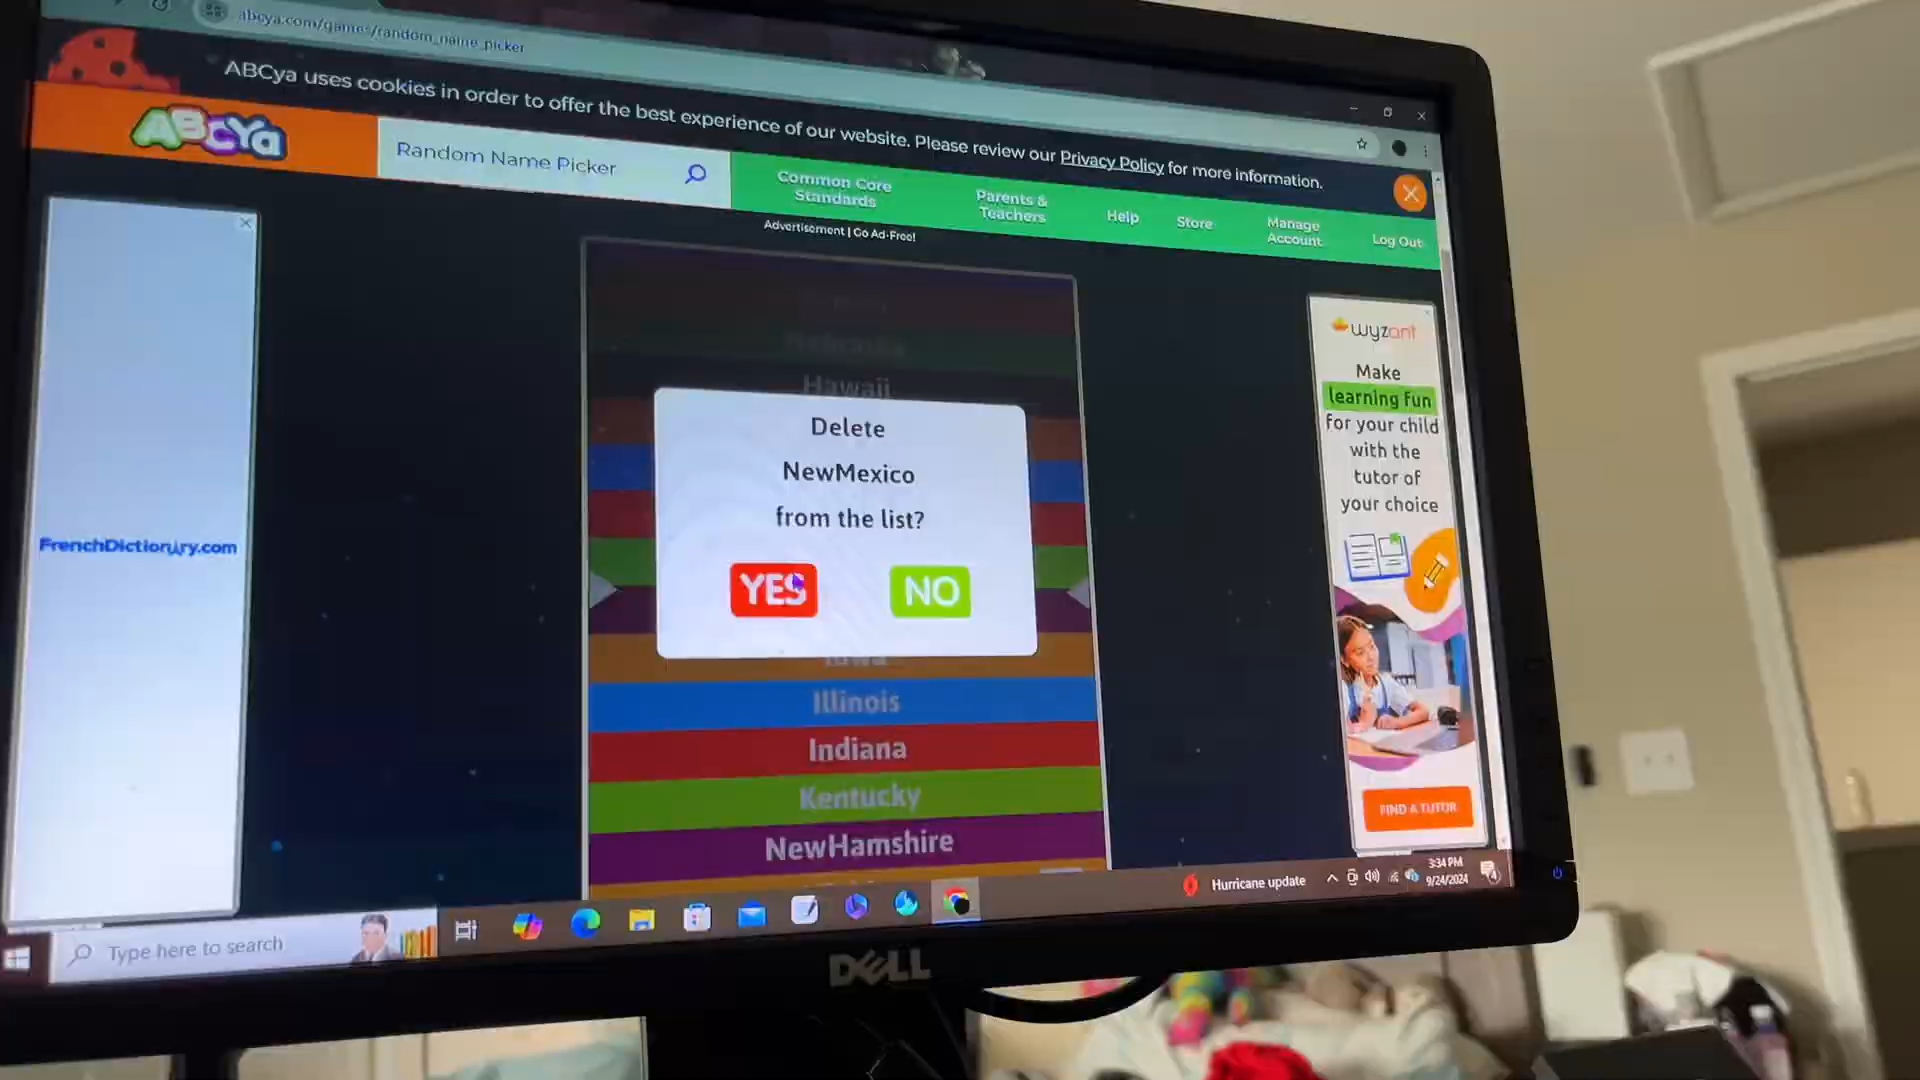 abcya.com/games/random_name_picker
ABCya uses cookies in order to offer the best experience of our website. Please review our Privacy Policy for more information.
ABCYa
Random Name Picker
Common Core
Standards
Parents &
Teachers
Help
Store
Manage
Account
Log Out
Advertisement | Go Ad-Free!
Hawaii
Delete
NewMexico
from the list?
YES
NO
Iowa
Illinois
Indiana
Kentucky
NewHamshire
FrenchDictionary.com
wyzant
Make
learning fun
for your child
with the
tutor of
your choice
FIND A TUTOR
Type here to search
Hurricane update
3:34 PM
9/24/2024
4
DELL